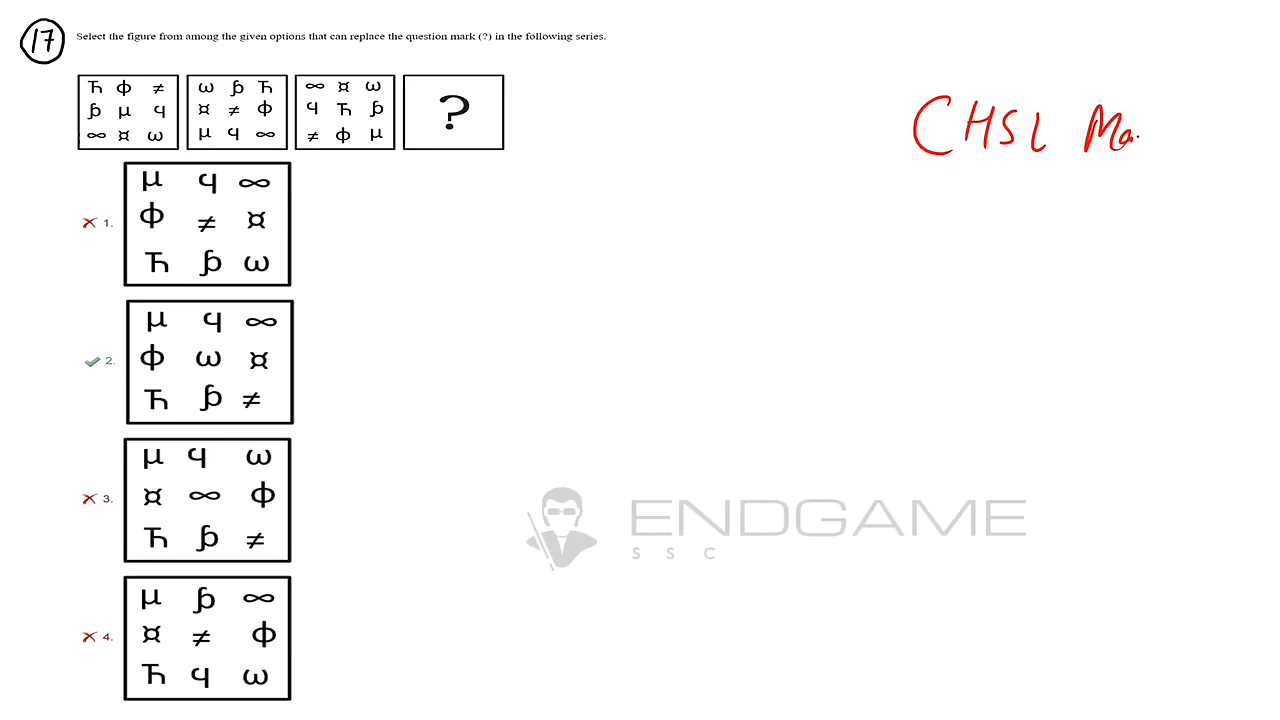 17 Select the figure from among the given options that can replace the question mark (?) in the following series.
Ћ ф ≠ ω ҧ Ћ ∞ ¤ ω
ҧ μ ч ¤ ≠ ф ч Ћ ҧ ?
∞ ¤ ω μ ч ∞ ≠ ф μ
CHSL Ma
μ ч ∞
1. ф ≠ ¤
Ћ ҧ ω
μ ч ∞
2. ф ω ¤
Ћ ҧ ≠
μ ч ω
3. ¤ ∞ ф
Ћ ҧ ≠
ENDGAME
SSC
μ ҧ ∞
4. ¤ ≠ ф
Ћ ч ω